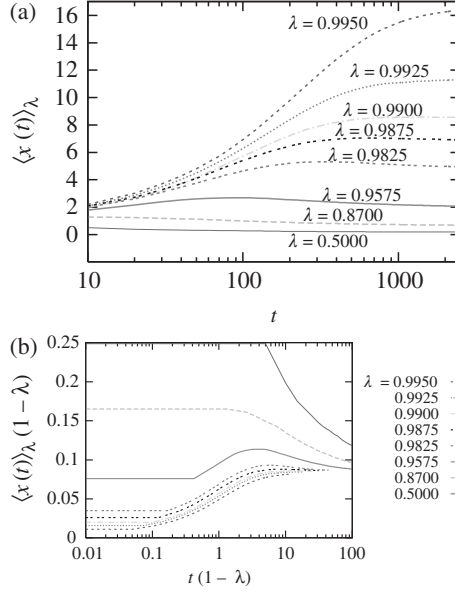 (a)
16
14
12
10
8
6
4
2
0
⟨x (t)⟩λ
λ = 0.9950
λ = 0.9925
λ = 0.9900
λ = 0.9875
λ = 0.9825
λ = 0.9575
λ = 0.8700
λ = 0.5000
10 100 1000
t
(b)
0.25
0.2
0.15
0.1
0.05
0
⟨x (t)⟩λ (1 – λ)
0.01 0.1 1 10 100
t (1 – λ)
λ = 0.9950
0.9925
0.9900
0.9875
0.9825
0.9575
0.8700
0.5000